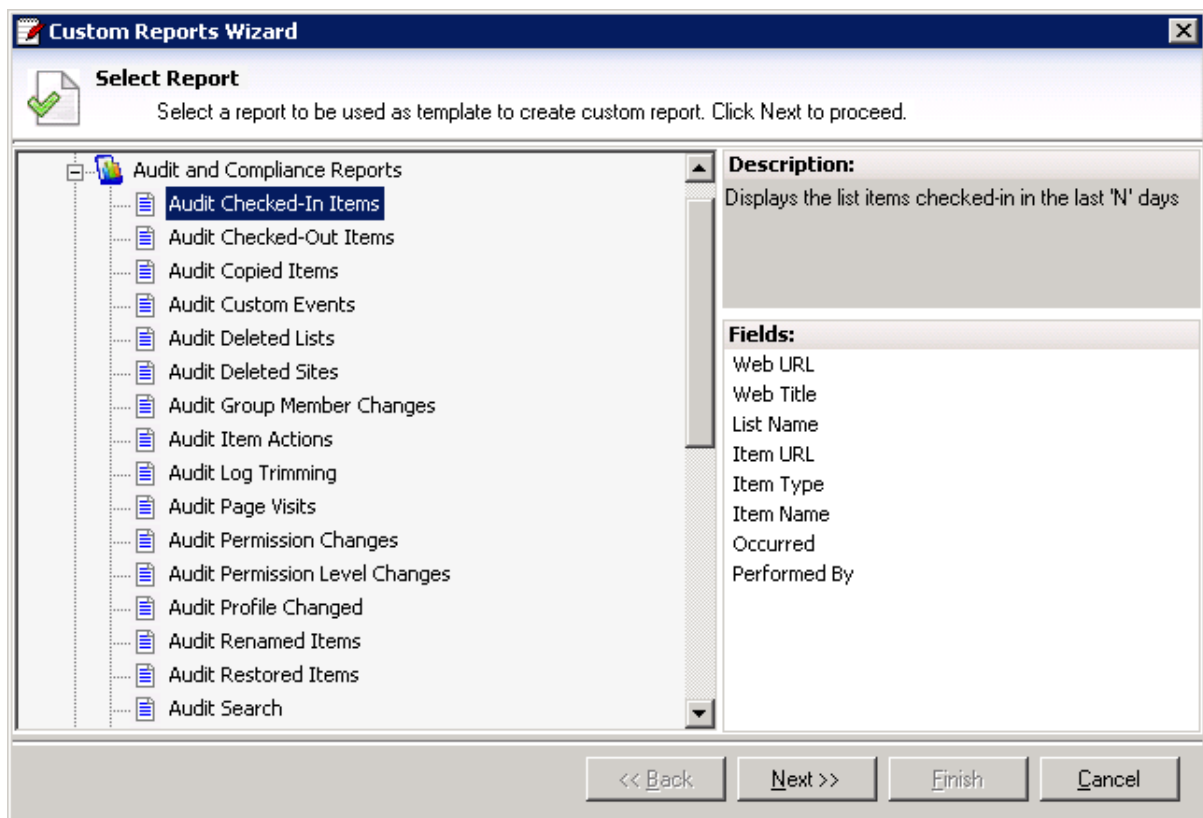 Custom Reports Wizard
Select Report
Select a report to be used as template to create custom report. Click Next to proceed.
Audit and Compliance Reports
Audit Checked-In Items
Audit Checked-Out Items
Audit Copied Items
Audit Custom Events
Audit Deleted Lists
Audit Deleted Sites
Audit Group Member Changes
Audit Item Actions
Audit Log Trimming
Audit Page Visits
Audit Permission Changes
Audit Permission Level Changes
Audit Profile Changed
Audit Renamed Items
Audit Restored Items
Audit Search
Description:
Displays the list items checked-in in the last 'N' days
Fields:
Web URL
Web Title
List Name
Item URL
Item Type
Item Name
Occurred
Performed By
<< Back
Next >>
Finish
Cancel